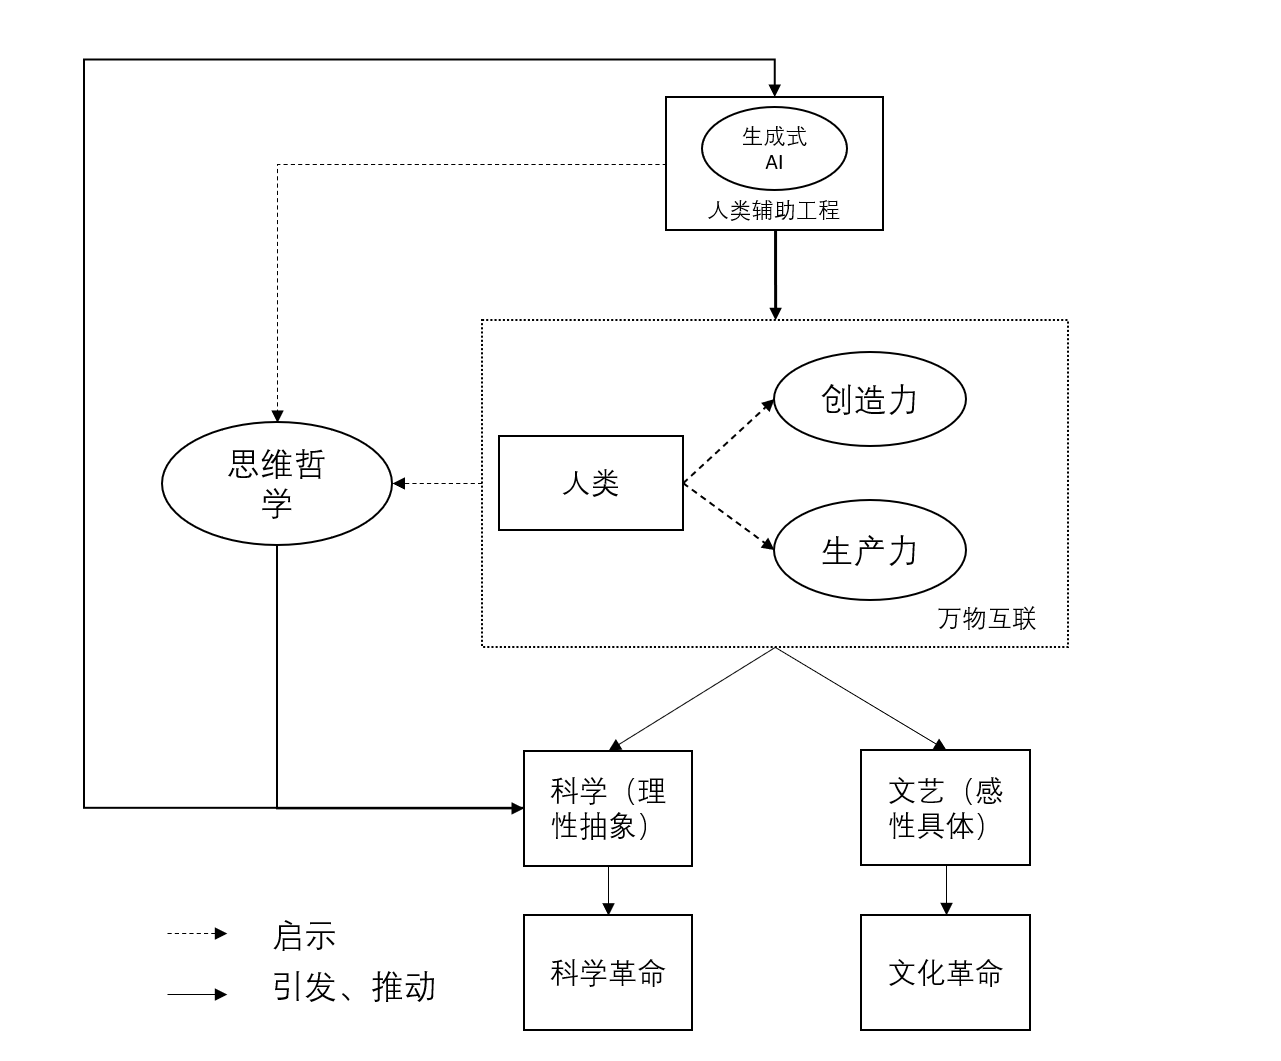 生成式
AI
人类辅助工程
创造力
思维哲
学
人类
生产力
万物互联
科学（理
性抽象）
文艺（感
性具体）
科学革命
文化革命
启示
引发、推动